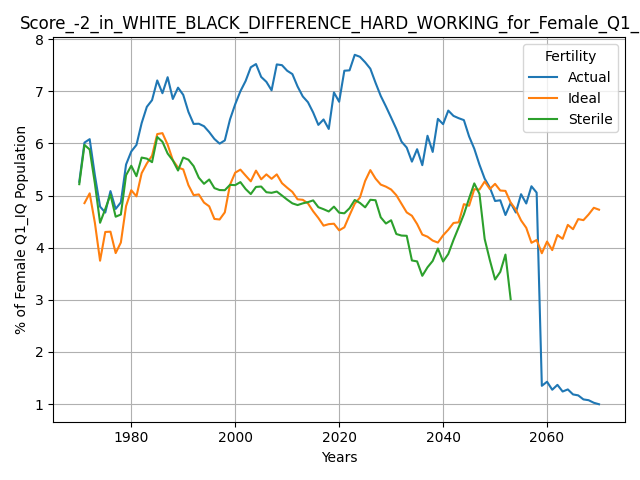 Score_-2_in_WHITE_BLACK_DIFFERENCE_HARD_WORKING_for_Female_Q1_
8
7
6
5
4
3
2
1
% of Female Q1_IQ Population
Fertility
Actual
Ideal
Sterile
1980
2000
2020
2040
2060
Years